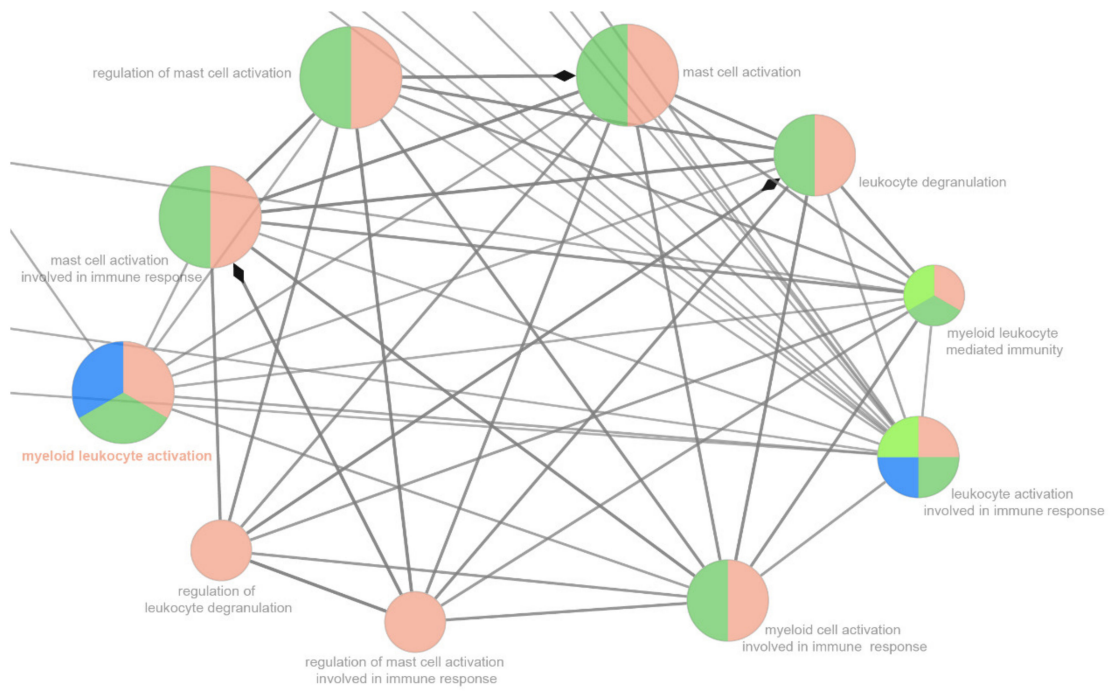 regulation of mast cell activation
mast cell activation
leukocyte degranulation
mast cell activation
involved in immune response
myeloid leukocyte
mediated immunity
myeloid leukocyte activation
leukocyte activation
involved in immune response
regulation of
leukocyte degranulation
myeloid cell activation
involved in immune response
regulation of mast cell activation
involved in immune response